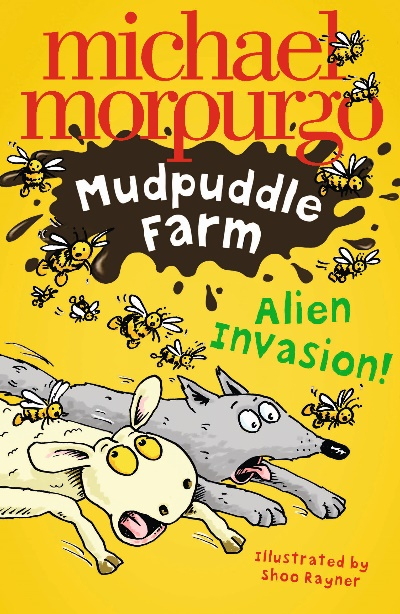 michael
morpurgo
Mudpuddle
Farm
Alien
Invasion!
Illustrated by
Shoo Rayner